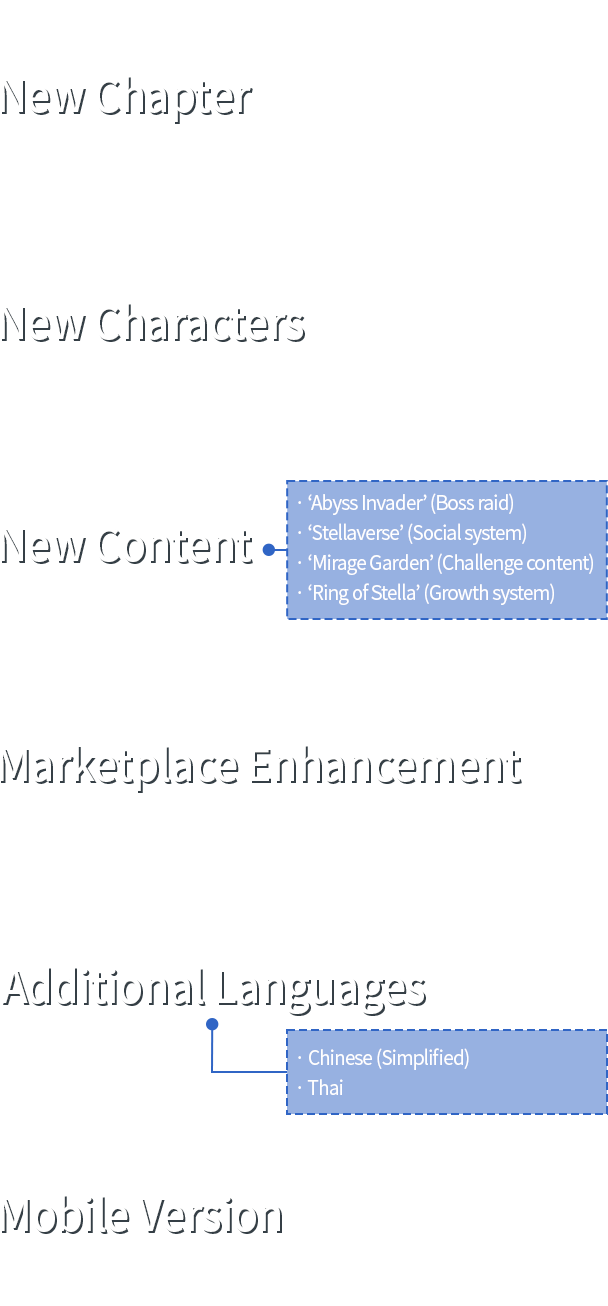 New Chapter
New Characters
New Content
· ‘Abyss Invader’ (Boss raid)
· ‘Stellaverse’ (Social system)
· ‘Mirage Garden’ (Challenge content)
· ‘Ring of Stella’ (Growth system)
Marketplace Enhancement
Additional Languages
· Chinese (Simplified)
· Thai
Mobile Version